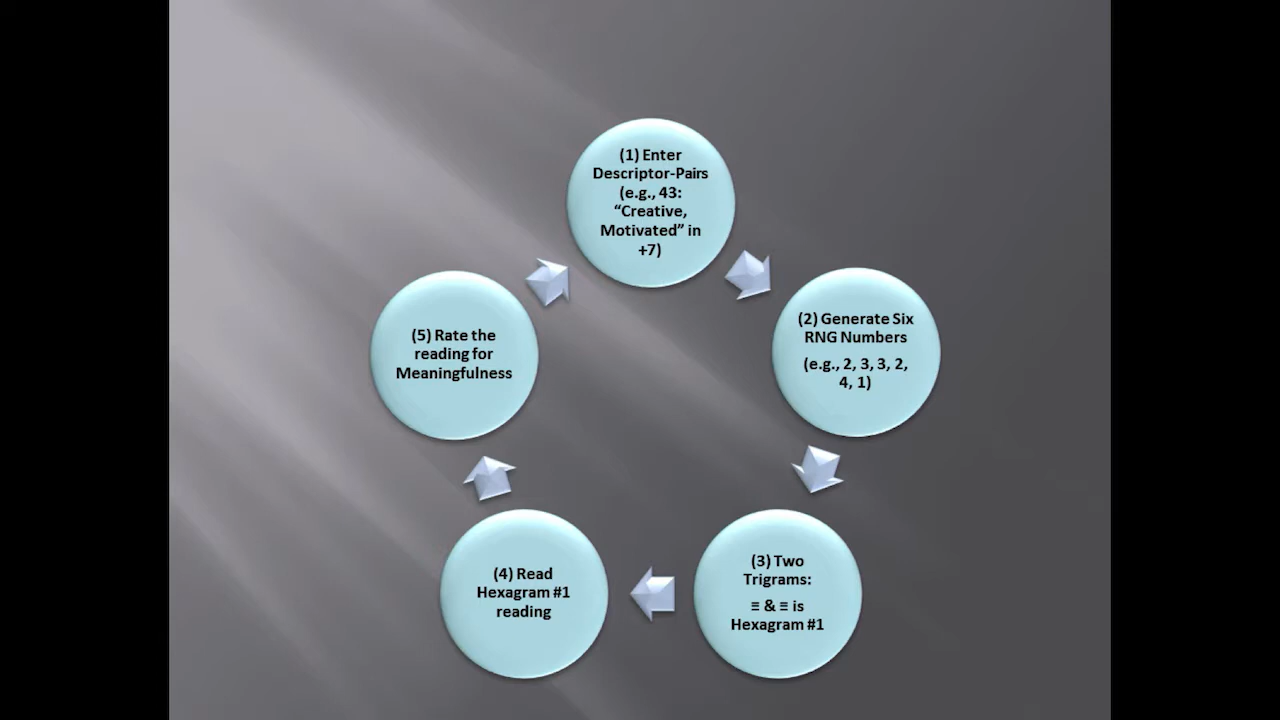 (1) Enter
Descriptor-Pairs
(e.g., 43:
“Creative,
Motivated” in
+7)
(2) Generate Six
RNG Numbers
(e.g., 2, 3, 3, 2,
4, 1)
(3) Two
Trigrams:
≡ & ≡ is
Hexagram #1
(4) Read
Hexagram #1
reading
(5) Rate the
reading for
Meaningfulness